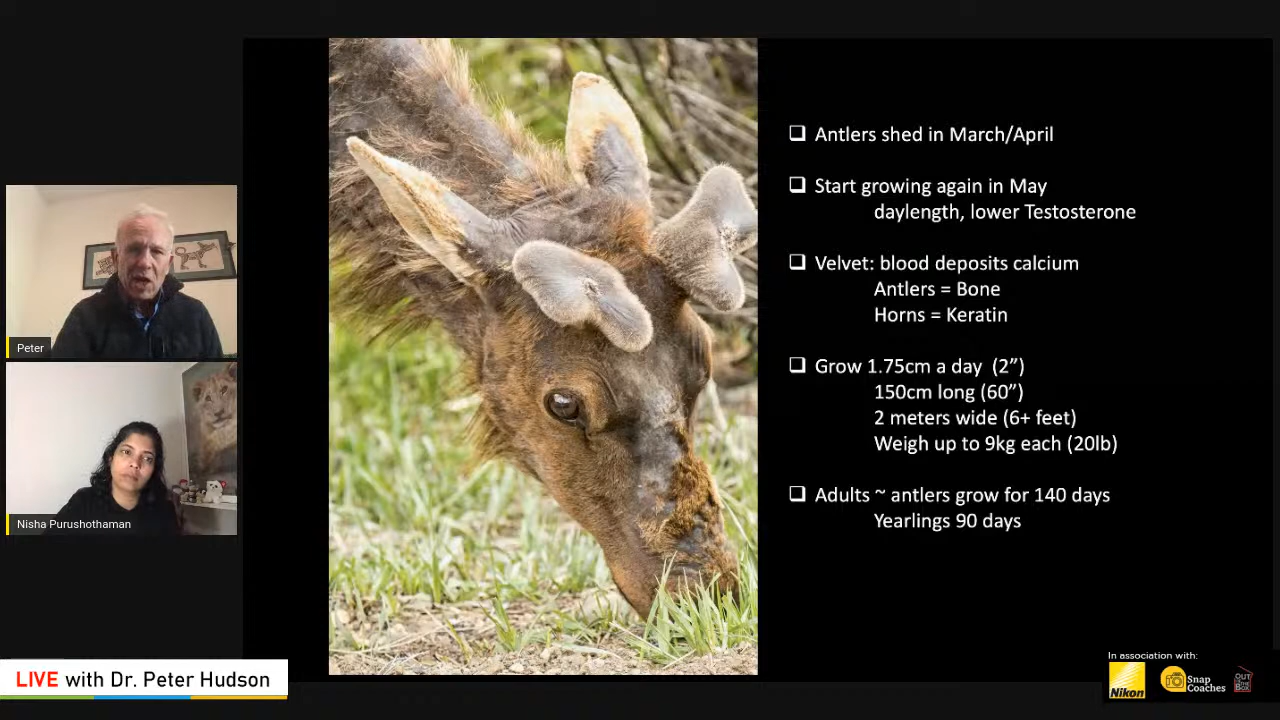 ❑ Antlers shed in March/April
❑ Start growing again in May
daylength, lower Testosterone
❑ Velvet: blood deposits calcium
Antlers = Bone
Horns = Keratin
❑ Grow 1.75cm a day (2”)
150cm long (60”)
2 meters wide (6+ feet)
Weigh up to 9kg each (20lb)
❑ Adults ~ antlers grow for 140 days
Yearlings 90 days
Peter
Nisha Purushothaman
LIVE with Dr. Peter Hudson
In association with:
Nikon
Snap
Coaches
OUT
BOX